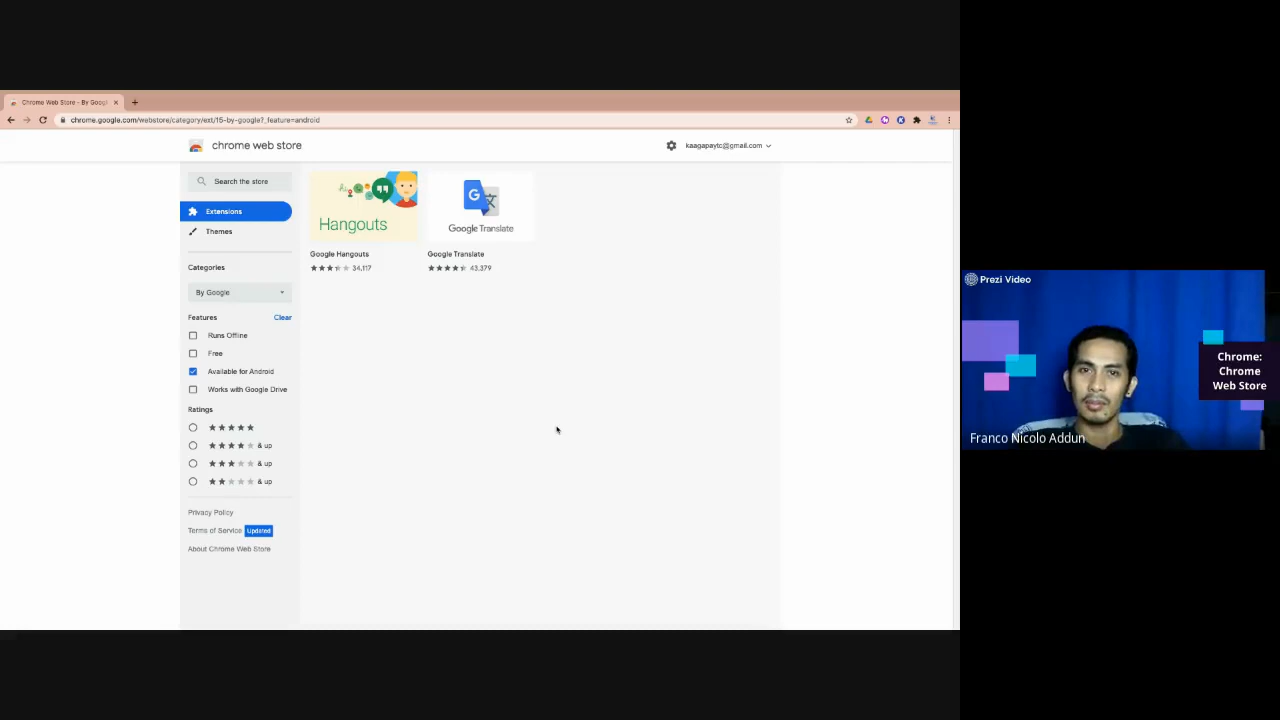 Chrome Web Store - By Googl
chrome.google.com/webstore/category/ext/15-by-google?_feature=android
chrome web store
kaagapaytc@gmail.com
Search the store
Extensions
Themes
Categories
By Google
Features Clear
Runs Offline
Free
Available for Android
Works with Google Drive
Ratings
& up
& up
& up
Privacy Policy
Terms of Service Updated
About Chrome Web Store
Hangouts
Google Hangouts
34,117
G
Google Translate
Google Translate
43,379
Prezi Video
Chrome:
Chrome
Web Store
Franco Nicolo Addun